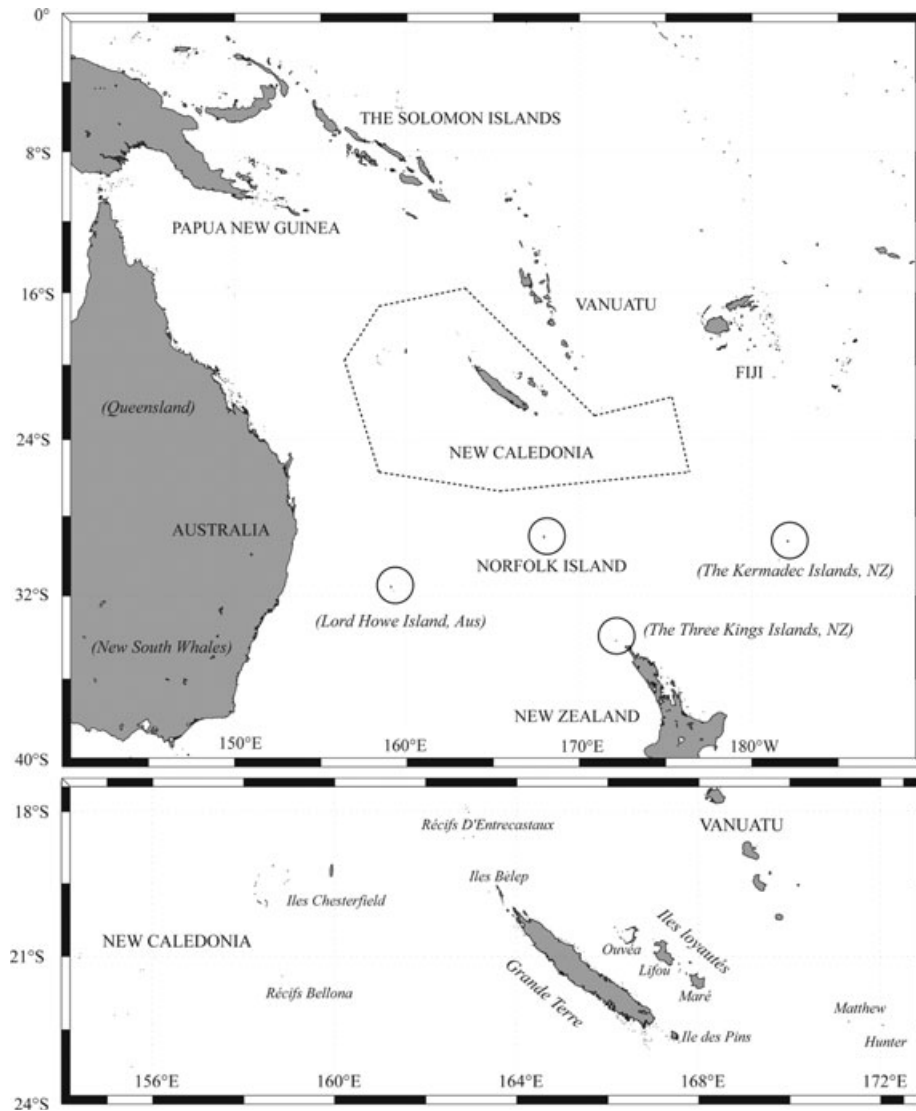 0°
THE SOLOMON ISLANDS
8°S
PAPUA NEW GUINEA
16°S
VANUATU
FIJI
(Queensland)
24°S
NEW CALEDONIA
AUSTRALIA
NORFOLK ISLAND
(The Kermadec Islands, NZ)
32°S
(Lord Howe Island, Aus)
(The Three Kings Islands, NZ)
(New South Whales)
NEW ZEALAND
150°E 160°E 170°E 180°W
40°S
18°S
Récifs D'Entrecastaux
VANUATU
Iles Bélep
Iles Chesterfield
NEW CALEDONIA
Iles loyautés
Ouvéa
21°S
Lifou
Grande Terre
Récifs Bellona
Maré
Matthew
Ile des Pins
Hunter
156°E 160°E 164°E 168°E 172°E
24°S